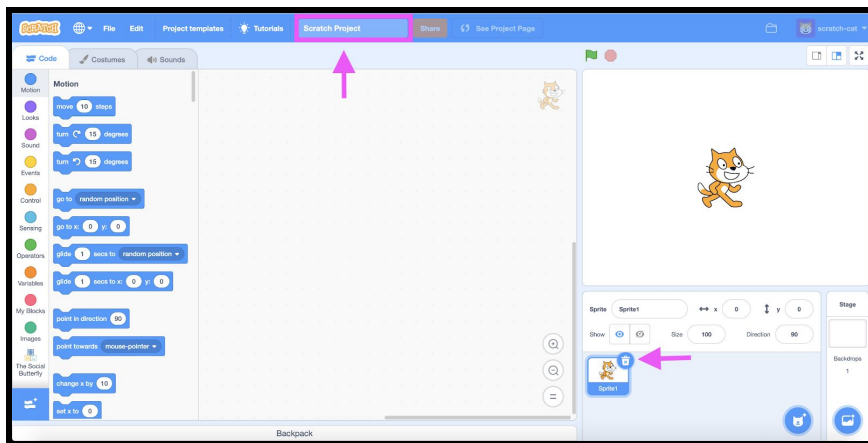 SCRATCH File Edit Project templates Tutorials Scratch Project Share See Project Page scratch-cat
Code Costumes Sounds
Motion
Looks
Sound
Events
Control
Sensing
Operators
Variables
My Blocks
Images
The Social
Butterfly
Motion
move 10 steps
turn 15 degrees
turn 15 degrees
go to random position
go to x: 0 y: 0
glide 1 secs to random position
glide 1 secs to x: 0 y: 0
point in direction 90
point towards mouse-pointer
change x by 10
set x to 0
Backpack
Sprite Sprite1 x 0 y 0
Show Size 100 Direction 90
Sprite1
Stage
Backdrops
1